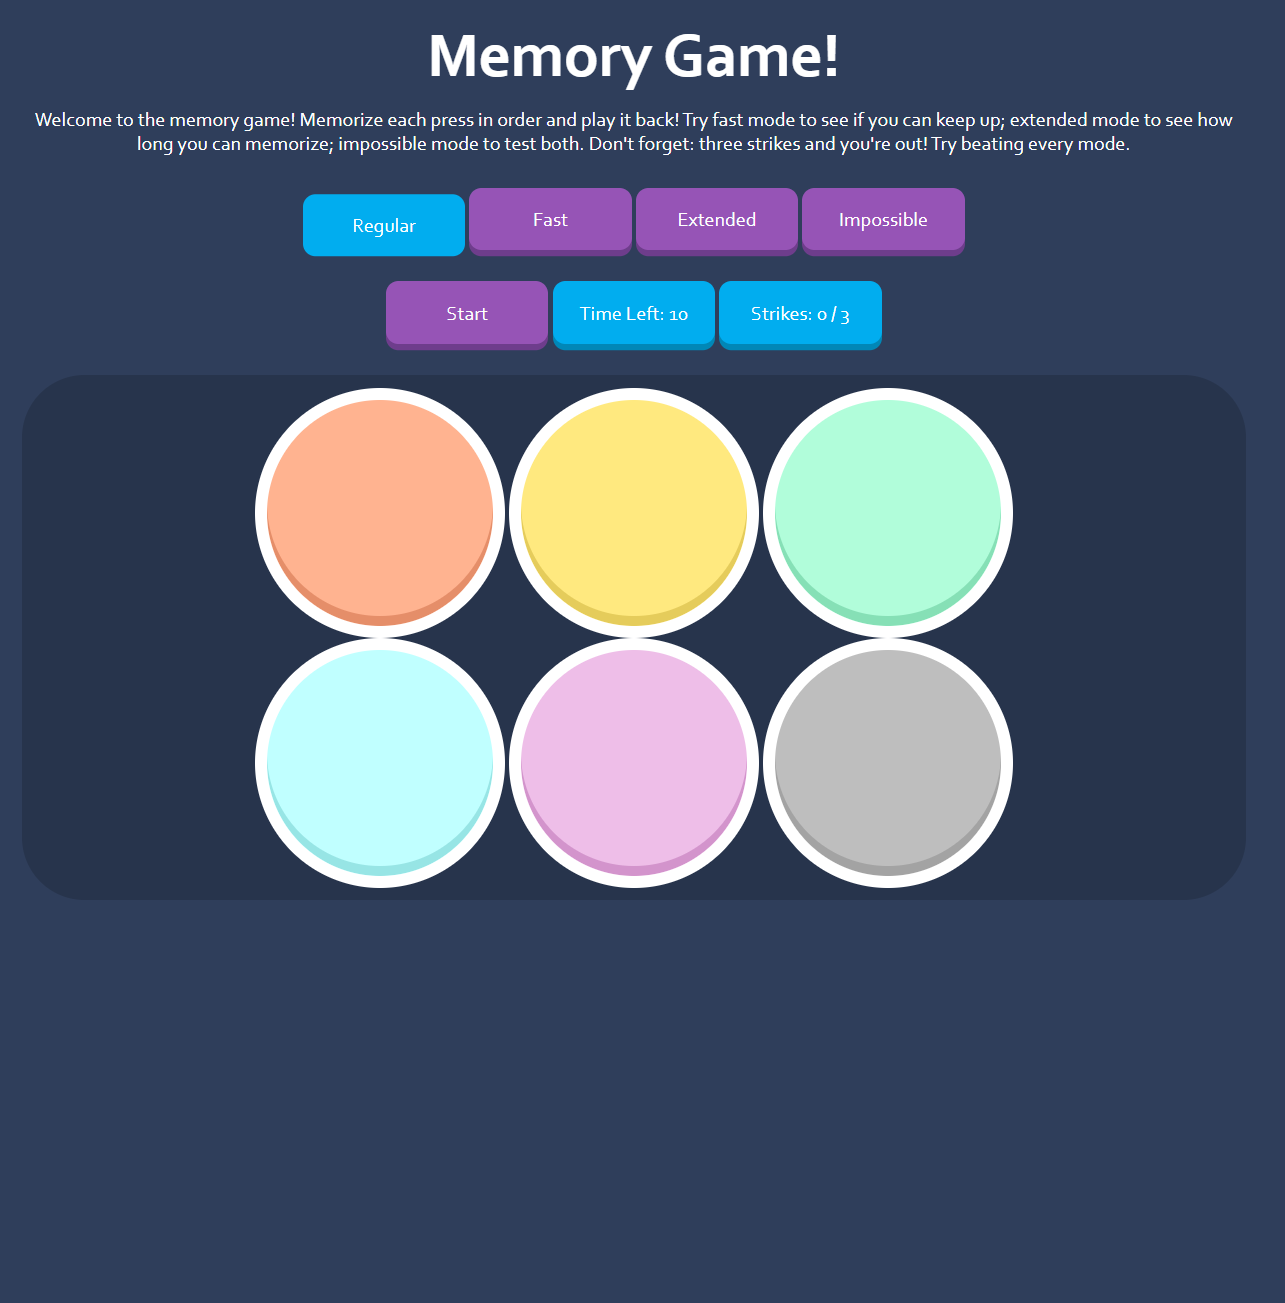 Memory Game!
Welcome to the memory game! Memorize each press in order and play it back! Try fast mode to see if you can keep up; extended mode to see how
long you can memorize; impossible mode to test both. Don't forget: three strikes and you're out! Try beating every mode.
Regular Fast Extended Impossible
Start Time Left: 10 Strikes: 0 / 3